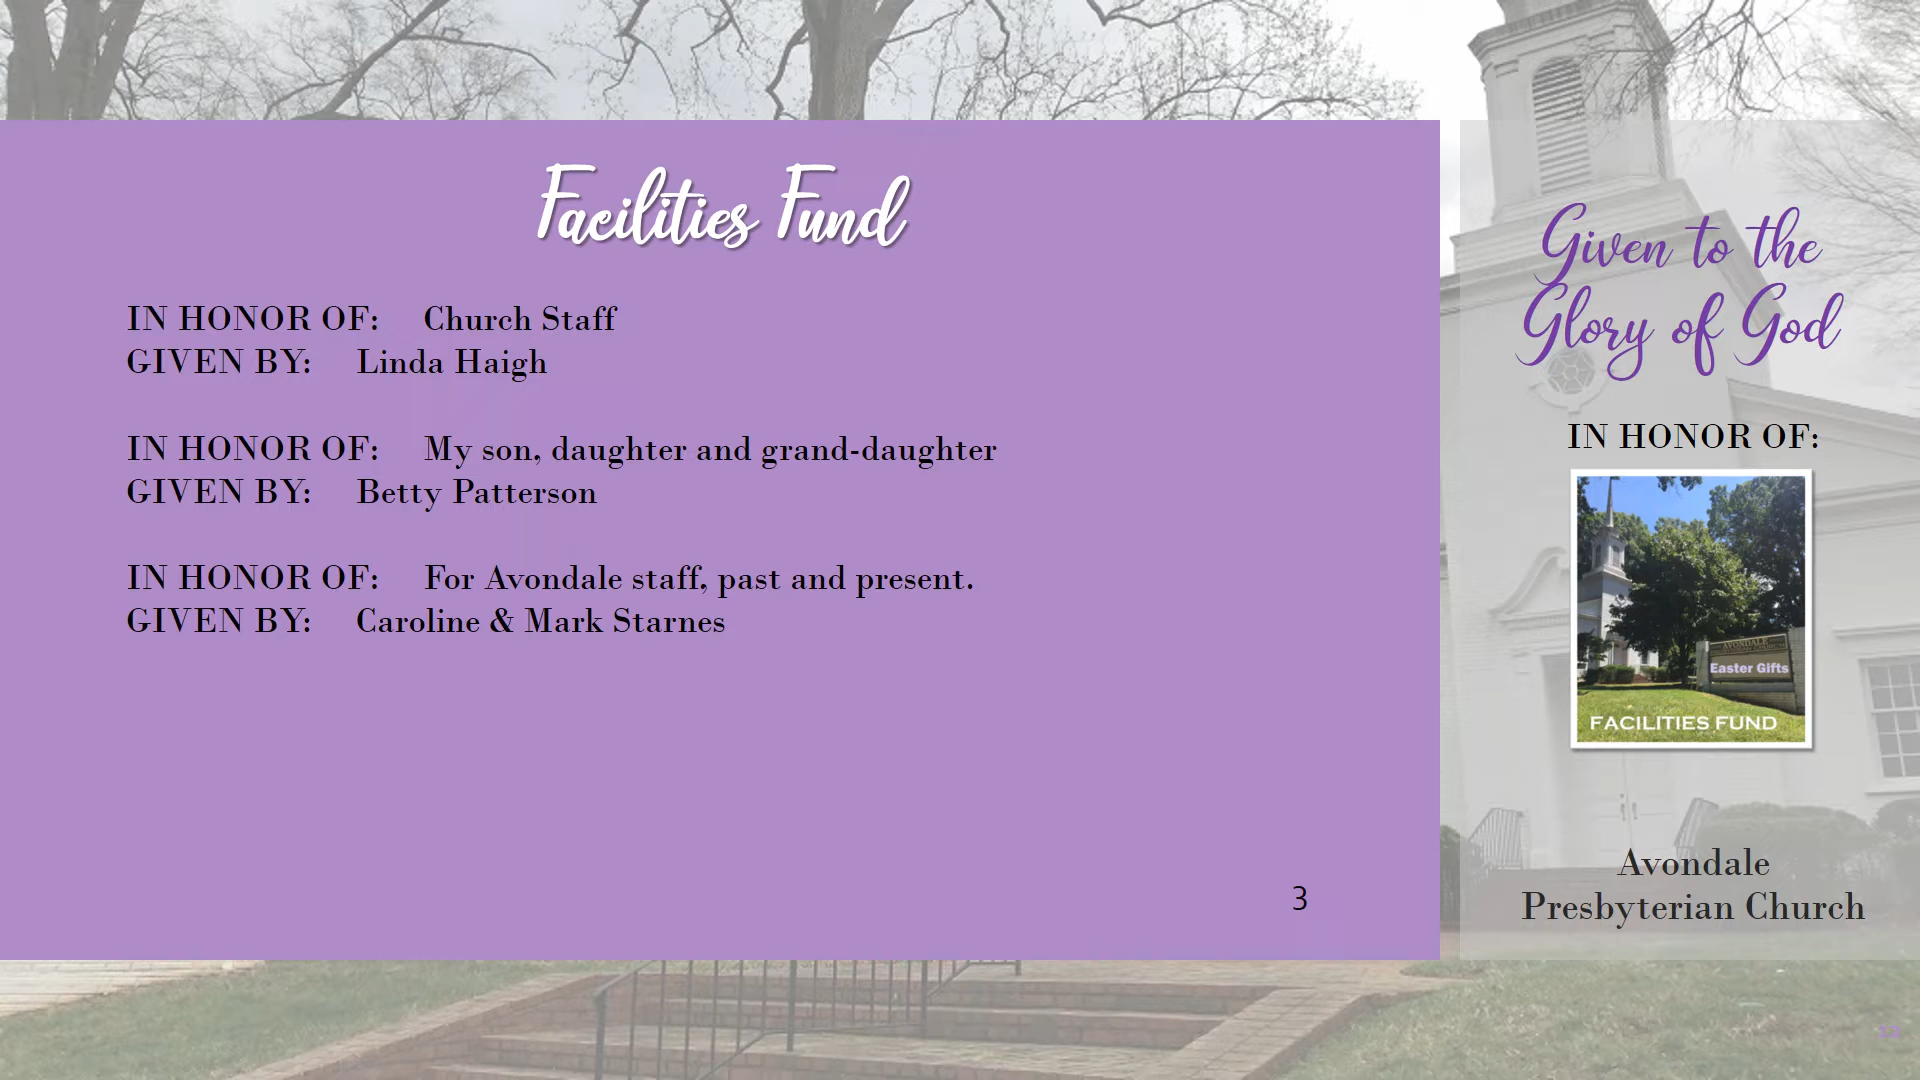 Facilities Fund
IN HONOR OF: Church Staff
GIVEN BY: Linda Haigh
IN HONOR OF: My son, daughter and grand-daughter
GIVEN BY: Betty Patterson
IN HONOR OF: For Avondale staff, past and present.
GIVEN BY: Caroline & Mark Starnes
3
Given to the
Glory of God
IN HONOR OF:
AVONDALE
Easter Gifts
FACILITIES FUND
Avondale
Presbyterian Church